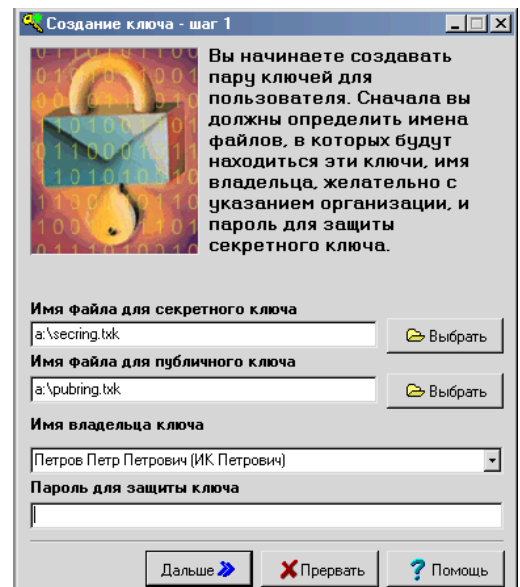 Создание ключа - шаг 1
Вы начинаете создавать
пару ключей для
пользователя. Сначала вы
должны определить имена
файлов, в которых будут
находиться эти ключи, имя
владельца, желательно с
указанием организации, и
пароль для защиты
секретного ключа.
Имя файла для секретного ключа
a:\secring.txk
Выбрать
Имя файла для публичного ключа
a:\pubring.txk
Выбрать
Имя владельца ключа
Петров Петр Петрович (ИК Петрович)
Пароль для защиты ключа
Дальше
Прервать
Помощь